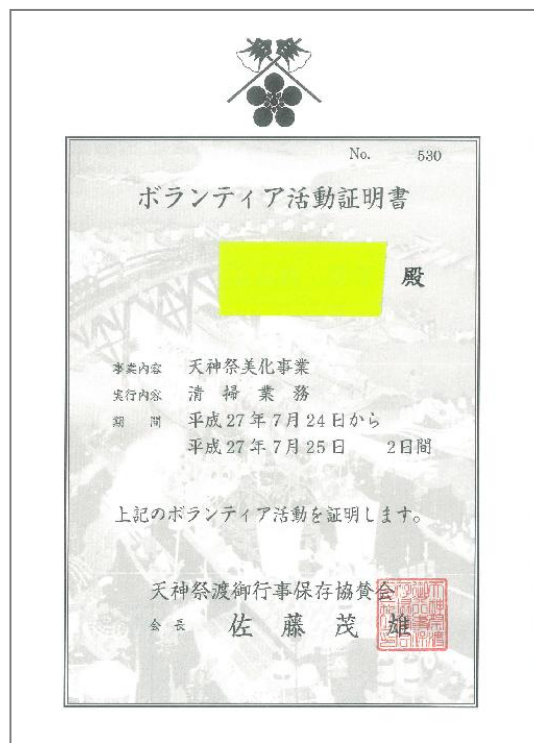 No. 530
ボランティア活動証明書
殿
事業内容 天神祭美化事業
実行内容 清掃業務
期間 平成27年7月24日から
平成27年7月25日 2日間
上記のボランティア活動を証明します。
天神祭渡御行事保存協賛会
会長 佐藤茂雄